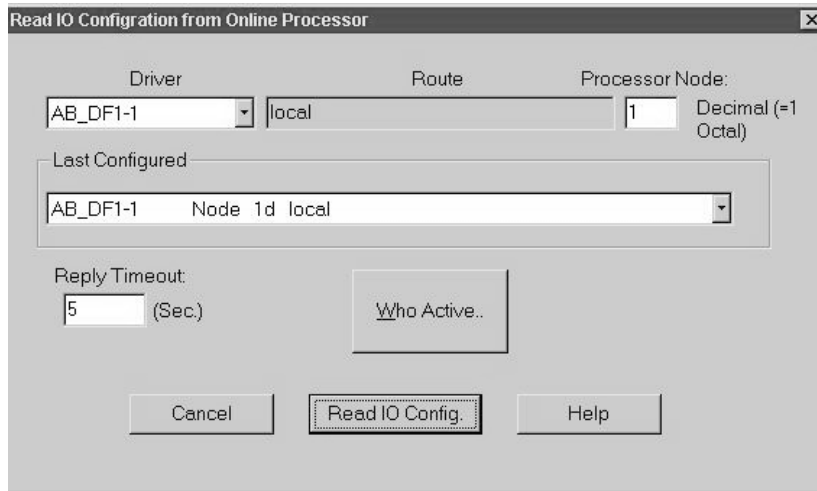 Read IO Configration from Online Processor
Driver Route Processor Node:
AB_DF1-1 local 1 Decimal (=1
Octal)
Last Configured
AB_DF1-1 Node 1d local
Reply Timeout:
5 (Sec.) Who Active..
Cancel Read IO Config. Help